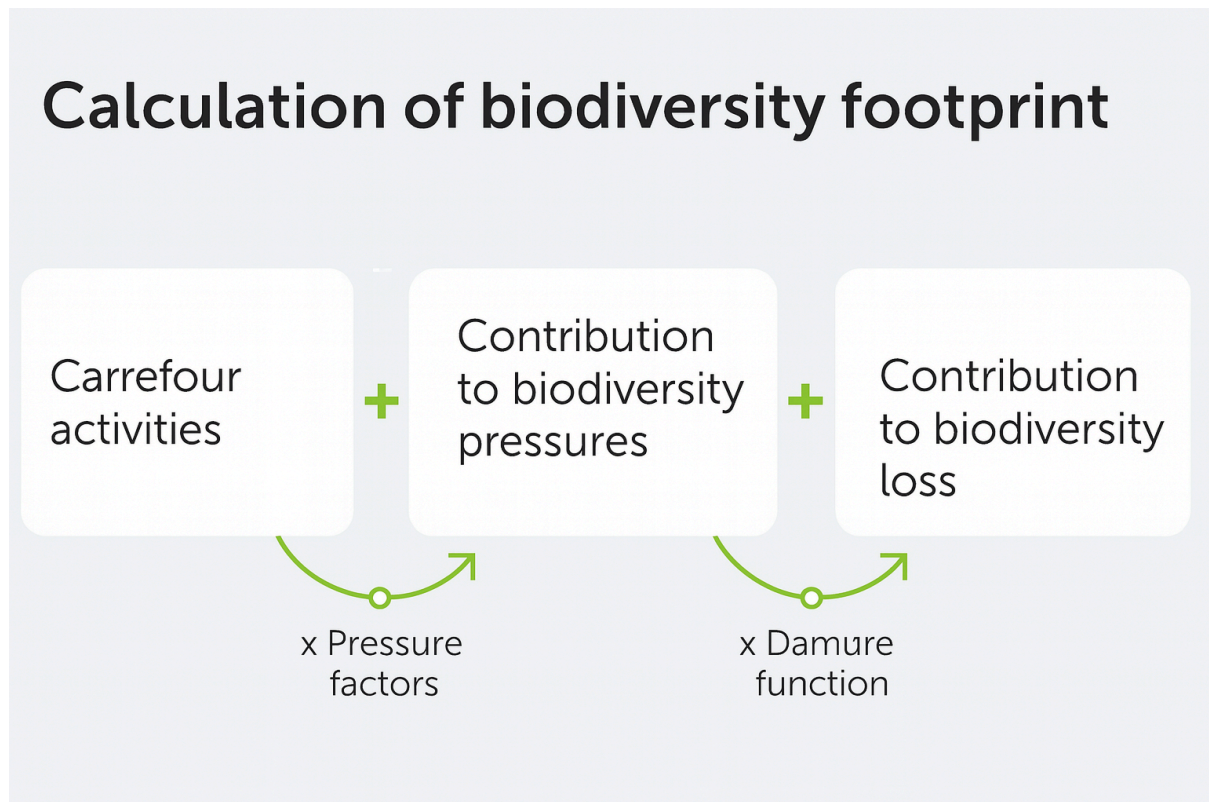 Calculation of biodiversity footprint
Carrefour
activities
+
Contribution
to biodiversity
pressures
+
Contribution
to biodiversity
loss
x Pressure
factors
x Damure
function